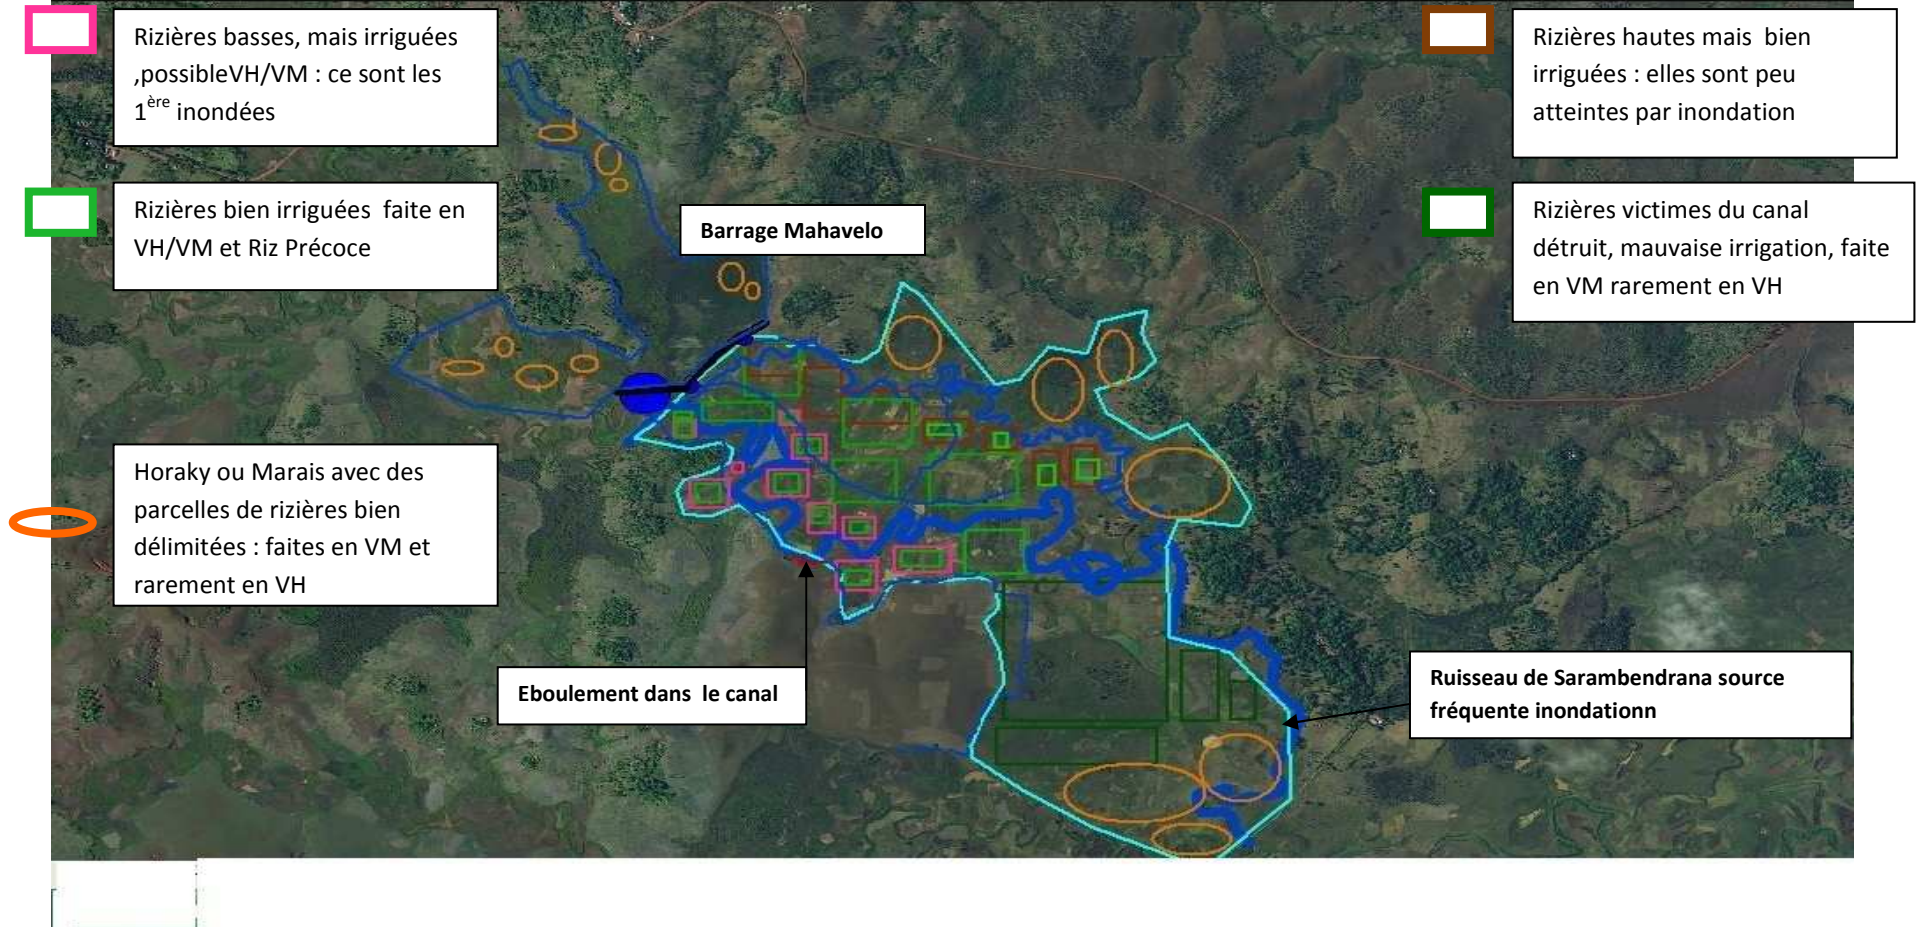 Rizières basses, mais irriguées
,possibleVH/VM : ce sont les
1ère inondées
Rizières hautes mais bien
irriguées : elles sont peu
atteintes par inondation
Rizières bien irriguées faite en
VH/VM et Riz Précoce
Barrage Mahavelo
Rizières victimes du canal
détruit, mauvaise irrigation, faite
en VM rarement en VH
Horaky ou Marais avec des
parcelles de rizières bien
délimitées : faites en VM et
rarement en VH
Eboulement dans le canal
Ruisseau de Sarambendrana source
fréquente inondationn